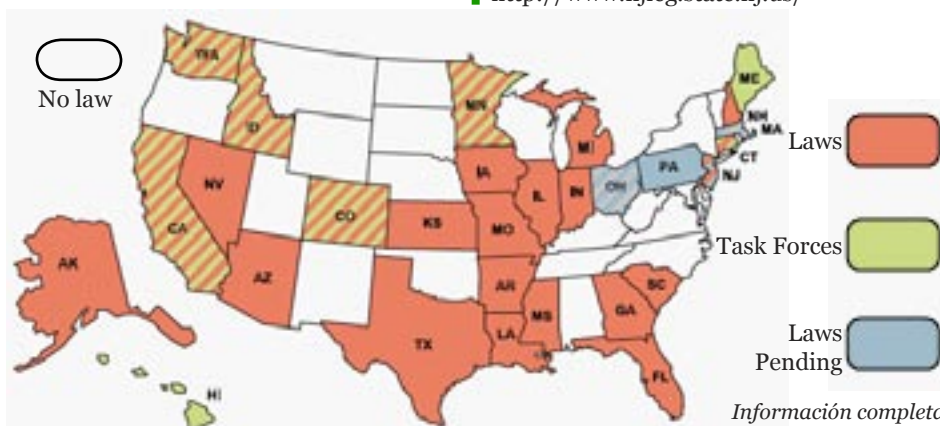 No law
WA
ID
MN
ME
NH
MA
CT
NJ
MI
PA
OH
IN
IL
IA
NV
CA
CO
KS
MO
AZ
AR
SC
GA
MS
LA
TX
FL
AK
HI
Laws
Task Forces
Laws
Pending
Información completa